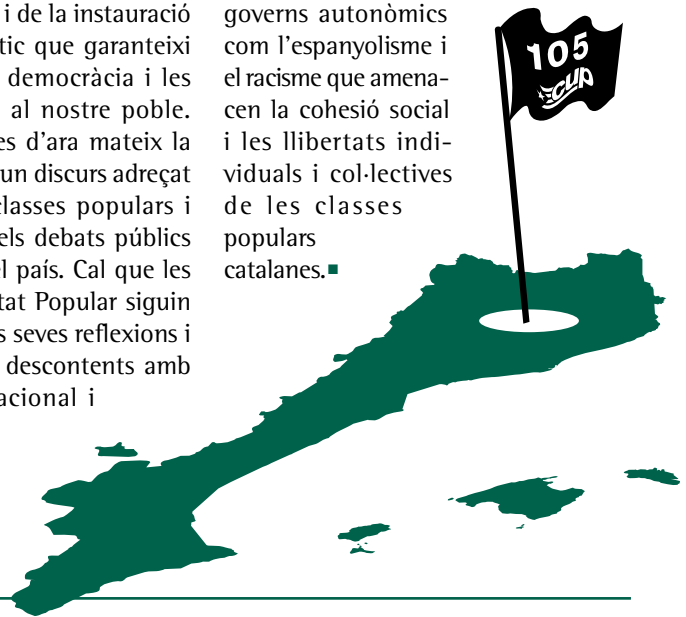 i de la instauració
tic que garanteixi
democràcia i les
al nostre poble.
es d’ara mateix la
un discurs adreçat
classes populars i
els debats públics
el país. Cal que les
tat Popular siguin
s seves reflexions i
descontents amb
acional i
governs autonòmics
com l’espanyolisme i
el racisme que amena-
cen la cohesió social
i les llibertats indi-
viduals i col·lectives
de les classes
populars
catalanes.
105
cup